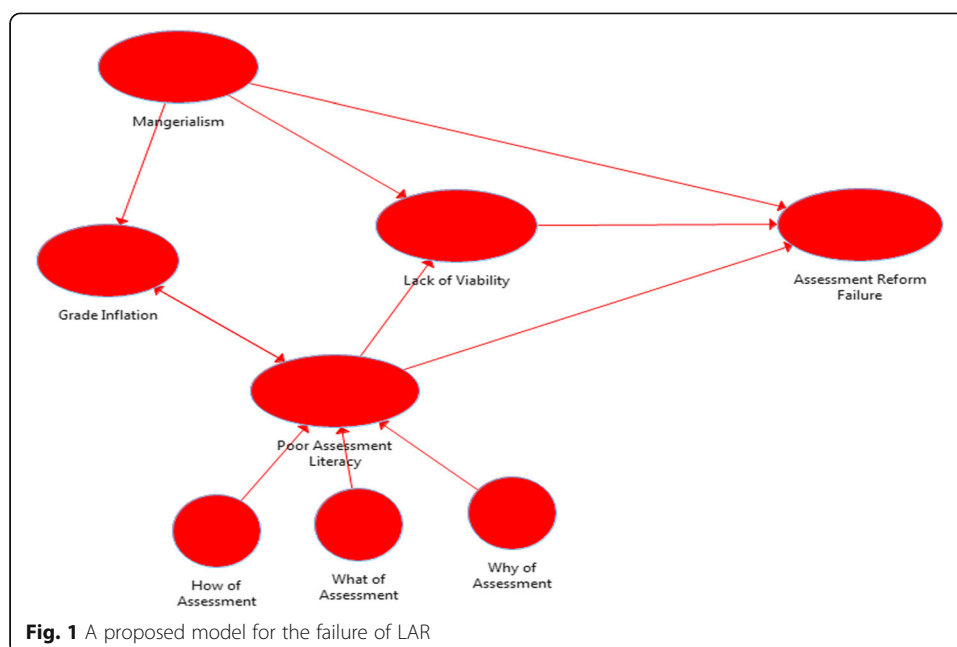 Mangerialism
Lack of Viability
Assessment Reform
Failure
Grade Inflation
Poor Assessment
Literacy
How of
Assessment
What of
Assessment
Why of
Assessment
Fig. 1 A proposed model for the failure of LAR